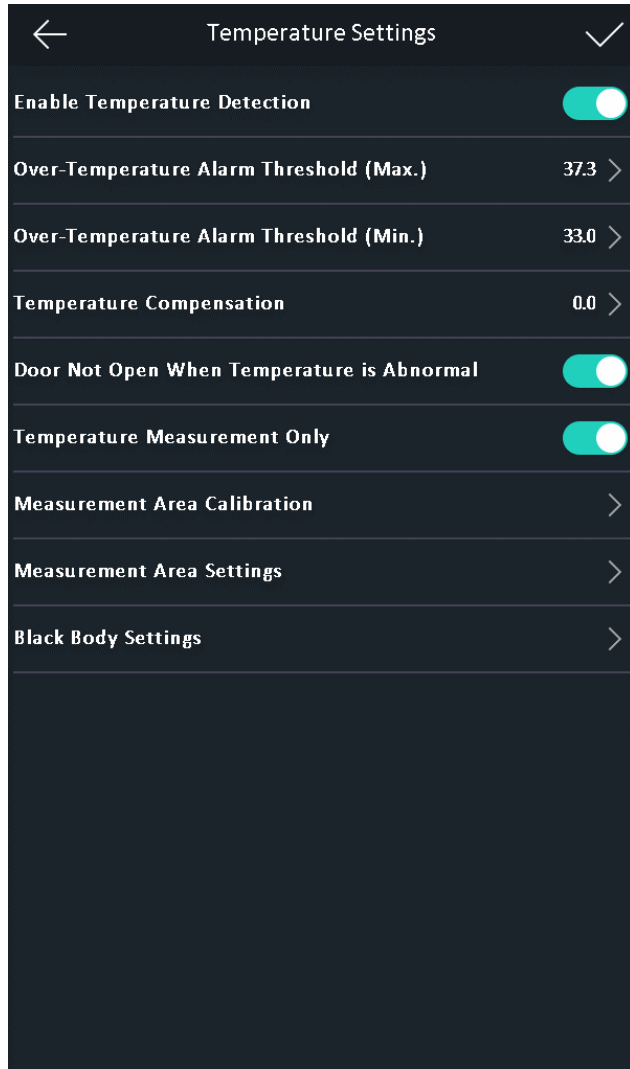 Temperature Settings
Enable Temperature Detection
Over-Temperature Alarm Threshold (Max.) 37.3
Over-Temperature Alarm Threshold (Min.) 33.0
Temperature Compensation 0.0
Door Not Open When Temperature is Abnormal
Temperature Measurement Only
Measurement Area Calibration
Measurement Area Settings
Black Body Settings